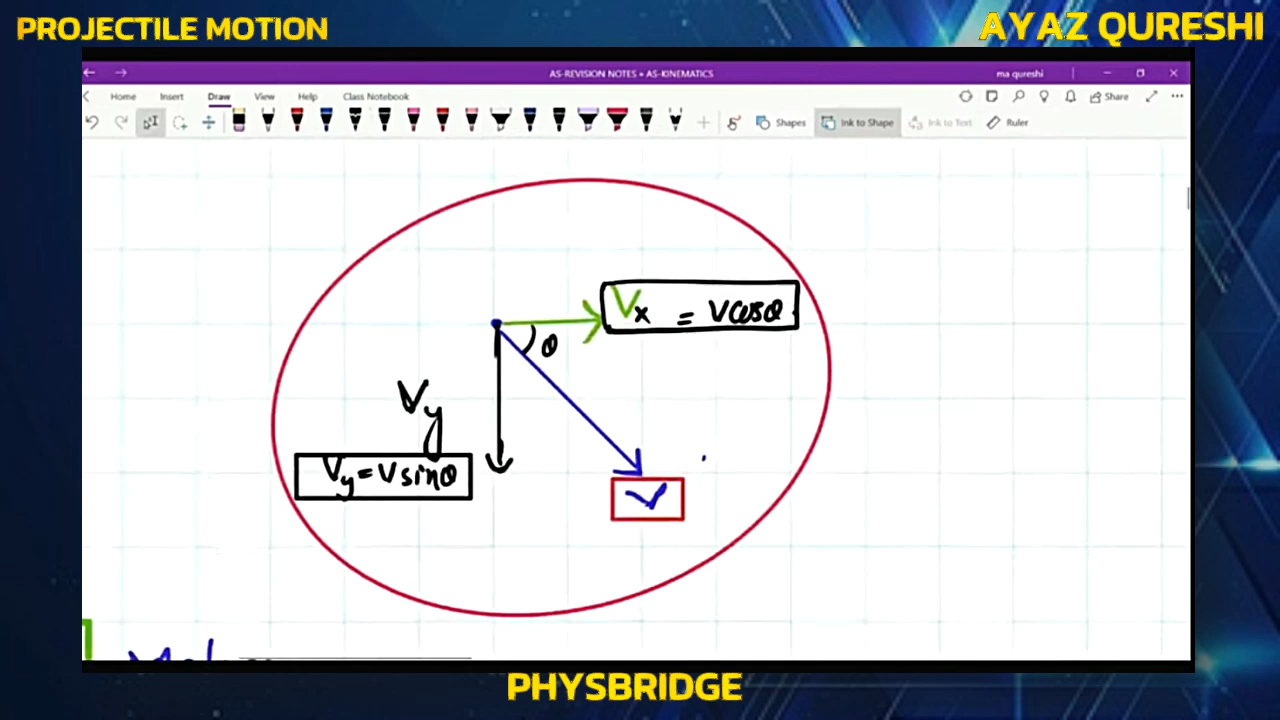 PROJECTILE MOTION
AYAZ QURESHI
AS-REVISION NOTES • AS-KINEMATICS
ma qureshi
Home Insert Draw View Help Class Notebook
Share
Shapes Ink to Shape Ink to Text Ruler
Vx = vcosθ
θ
Vy
Vy = vsinθ
V
PHYSBRIDGE